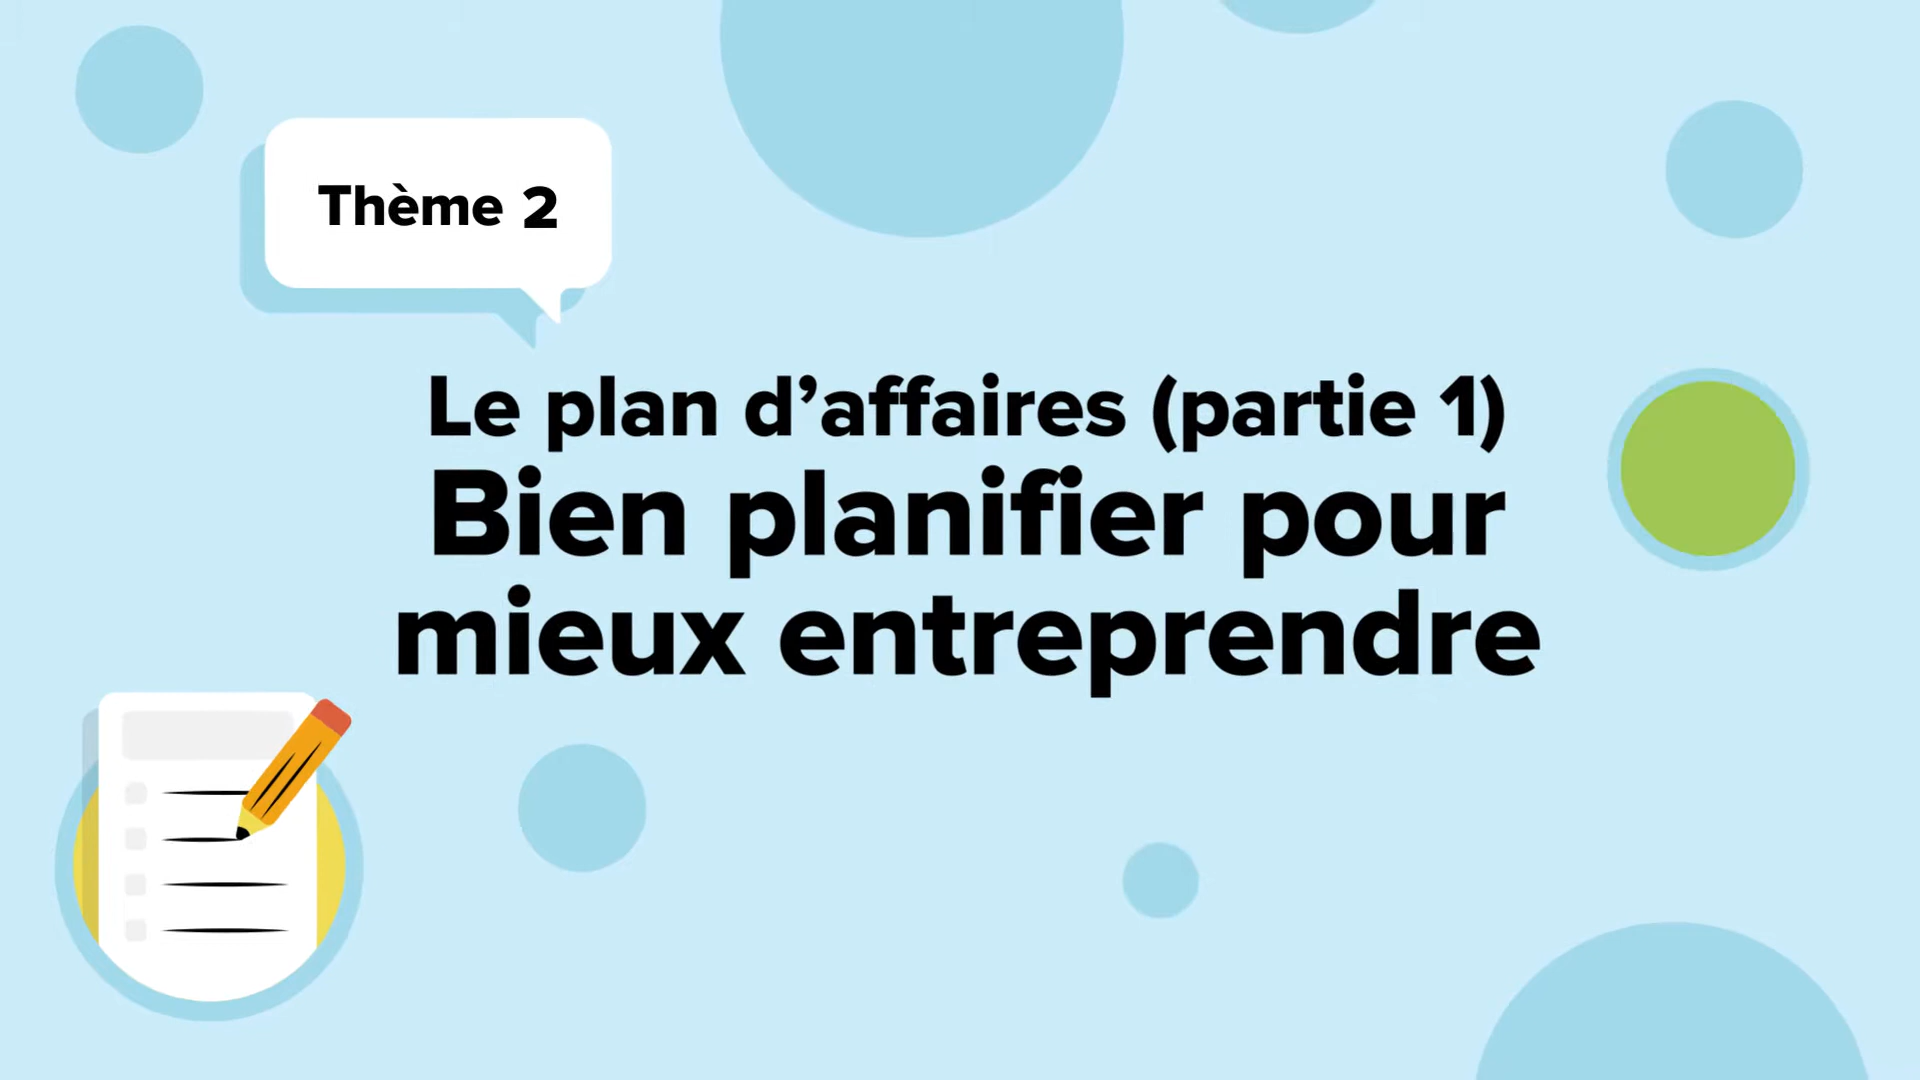 Thème 2
Le plan d’affaires (partie 1)
Bien planifier pour
mieux entreprendre